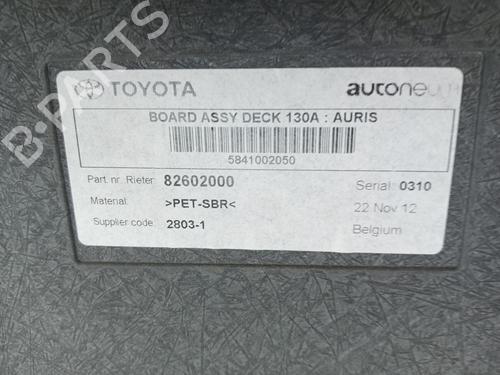 B-PARTS
TOYOTA autoneum
BOARD ASSY DECK 130A : AURIS
5841002050
Part. nr. Rieter: 82602000 Serial: 0310
Material: >PET-SBR< 22 Nov 12
Supplier code: 2803-1 Belgium